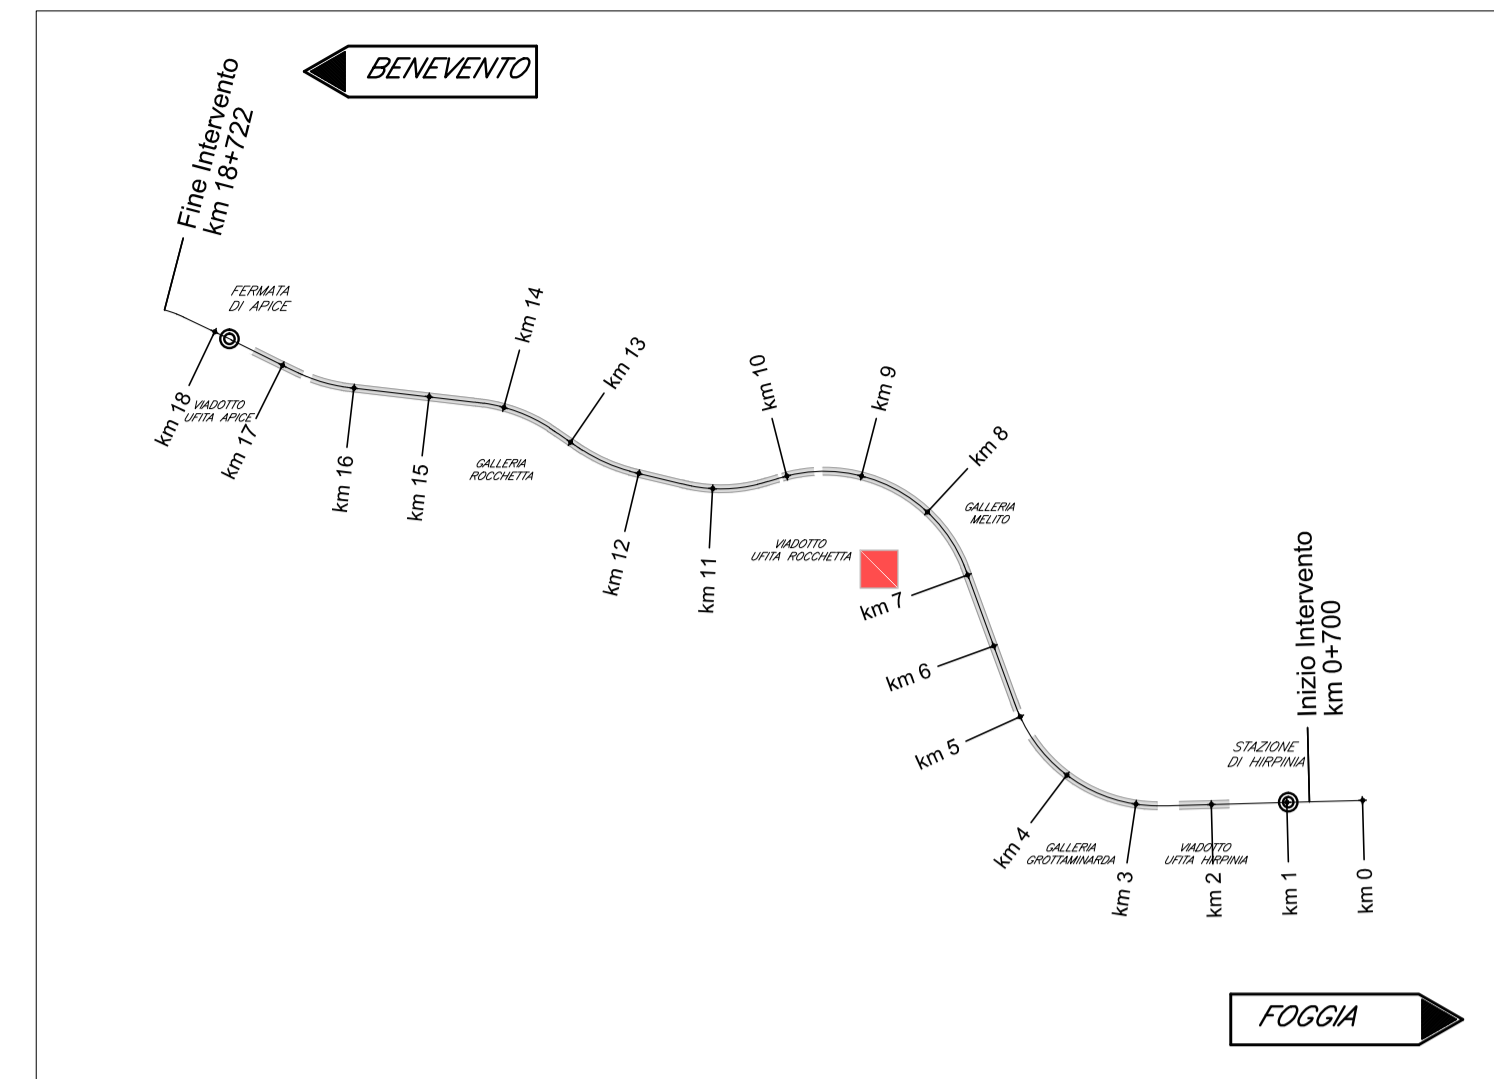 BENEVENTO
Fine Intervento
km 18+722
FERMATA
DI APICE
km 18
VIADOTTO
UFITA APICE
km 17
km 16
km 15
km 14
GALLERIA
ROCCHETTA
km 13
km 12
km 11
km 10
VIADOTTO
UFITA ROCCHETTA
km 9
km 8
GALLERIA
MELITO
km 7
km 6
km 5
km 4
GALLERIA
GROTTAMINARDA
km 3
VIADOTTO
UFITA HIRPINIA
km 2
STAZIONE
DI HIRPINIA
km 1
Inizio Intervento
km 0+700
km 0
FOGGIA